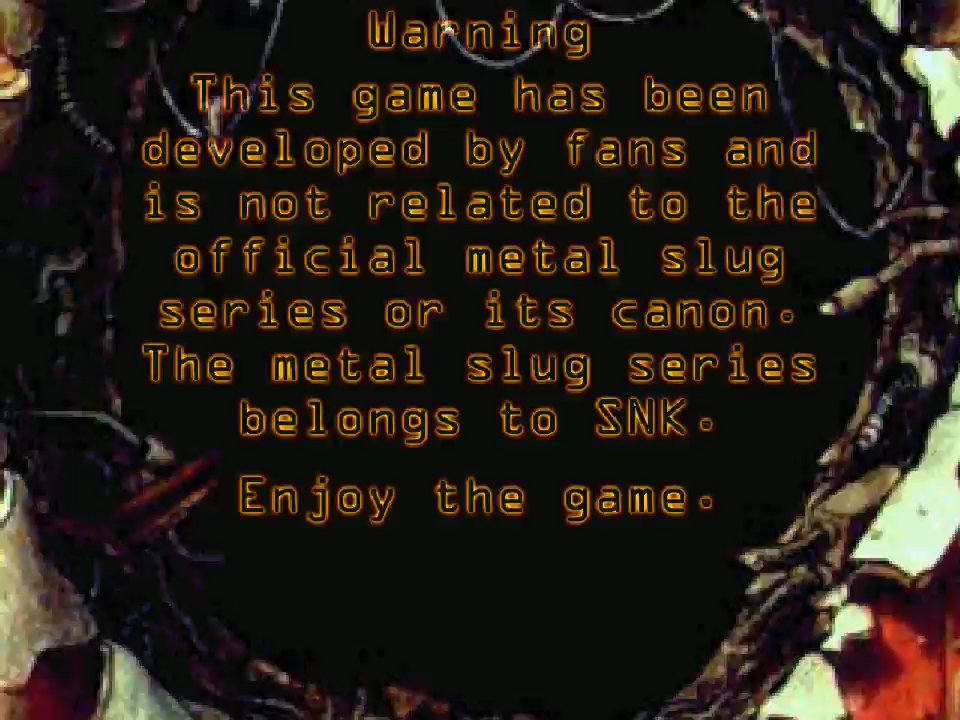 Warning
This game has been
developed by fans and
is not related to the
official metal slug
series or its canon.
The metal slug series
belongs to SNK.
Enjoy the game.